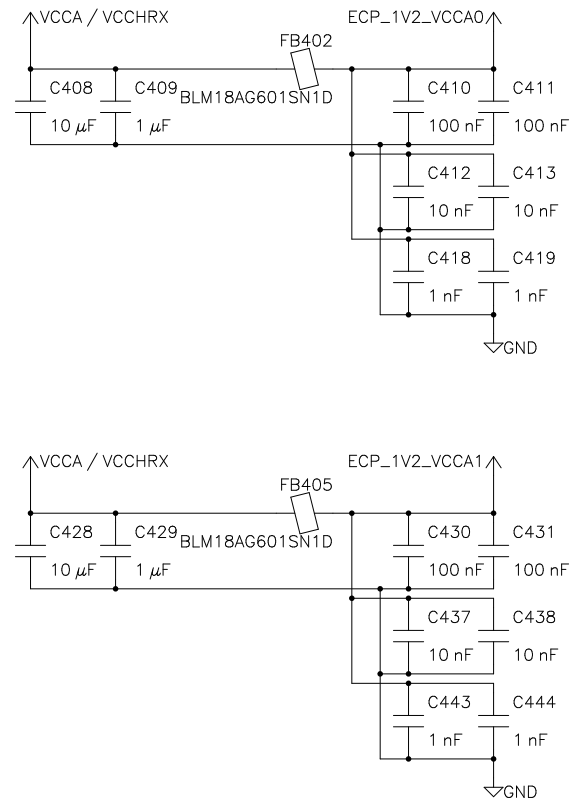 VCCA / VCCHRX
ECP_1V2_VCCA0
FB402
BLM18AG601SN1D
C408
10 µF
C409
1 µF
C410
100 nF
C411
100 nF
C412
10 nF
C413
10 nF
C418
1 nF
C419
1 nF
GND
VCCA / VCCHRX
ECP_1V2_VCCA1
FB405
BLM18AG601SN1D
C428
10 µF
C429
1 µF
C430
100 nF
C431
100 nF
C437
10 nF
C438
10 nF
C443
1 nF
C444
1 nF
GND